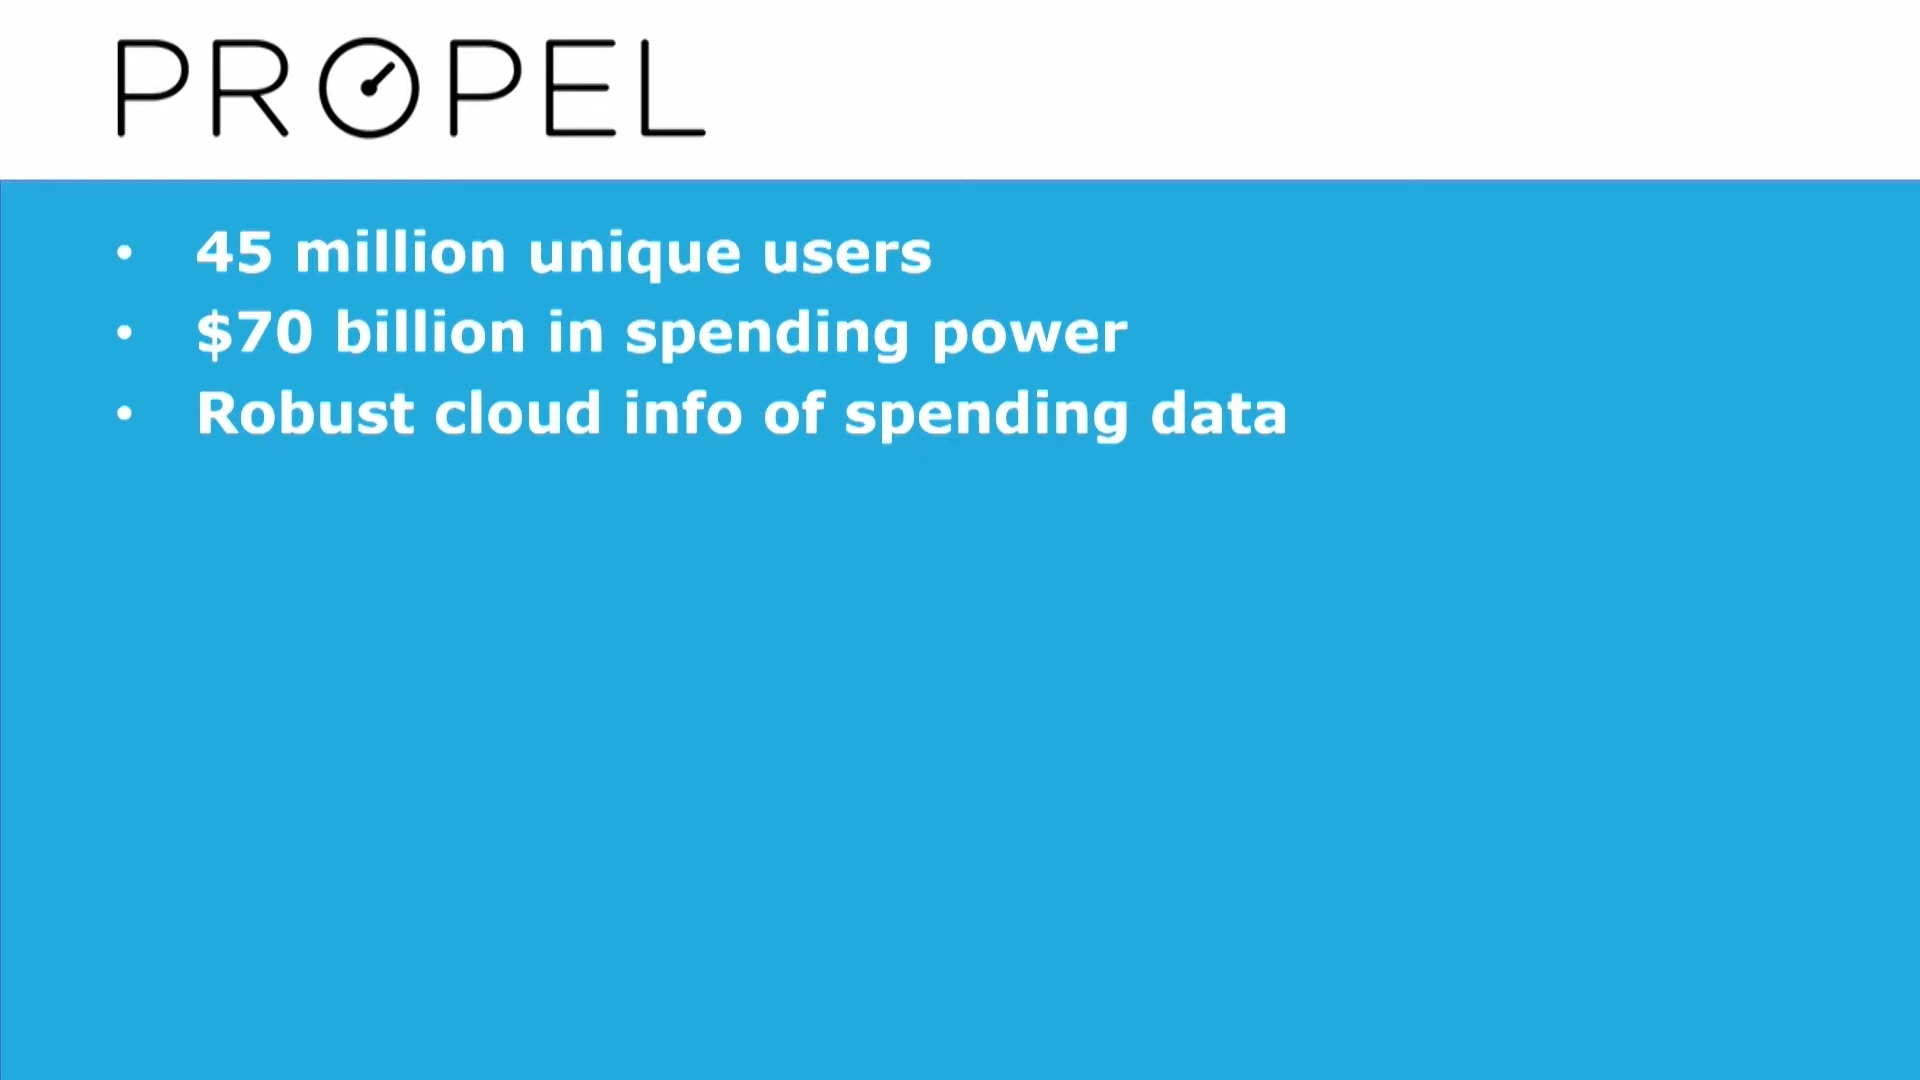 PROPEL
• 45 million unique users
• $70 billion in spending power
• Robust cloud info of spending data